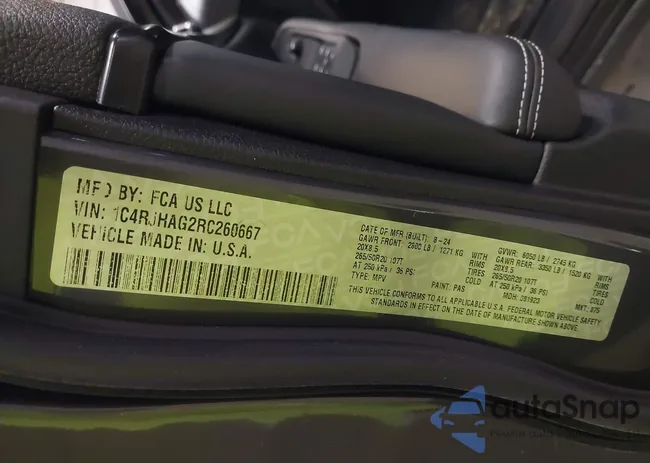 MFD BY: FCA US LLC
VIN: 1C4RJHAG2RC260667
VEHICLE MADE IN: U.S.A.
DATE OF MFR (BUILT): 8-24 GVWR: 6050 LB / 2745 KG
GAWR FRONT: 2800 LB / 1271 KG WITH GAWR REAR: 3350 LB / 1520 KG WITH
20X8.5 RIMS 20X8.5 RIMS
265/50R20 107T TIRES 265/50R20 107T TIRES
AT 250 kPa / 36 PSI COLD AT 250 kPa / 36 PSI COLD
TYPE: MPV PAINT: PAS MDH: 081923 MKT: 875
THIS VEHICLE CONFORMS TO ALL APPLICABLE U.S.A. FEDERAL MOTOR VEHICLE SAFETY
STANDARDS IN EFFECT ON THE DATE OF MANUFACTURE SHOWN ABOVE.
autoSnap